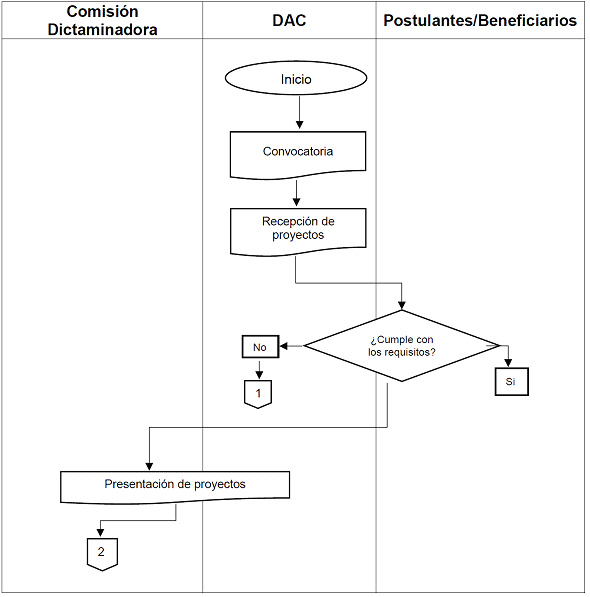 Comisión
Dictaminadora
DAC
Postulantes/Beneficiarios
Inicio
Convocatoria
Recepción de
proyectos
¿Cumple con
los requisitos?
No
Si
1
Presentación de proyectos
2